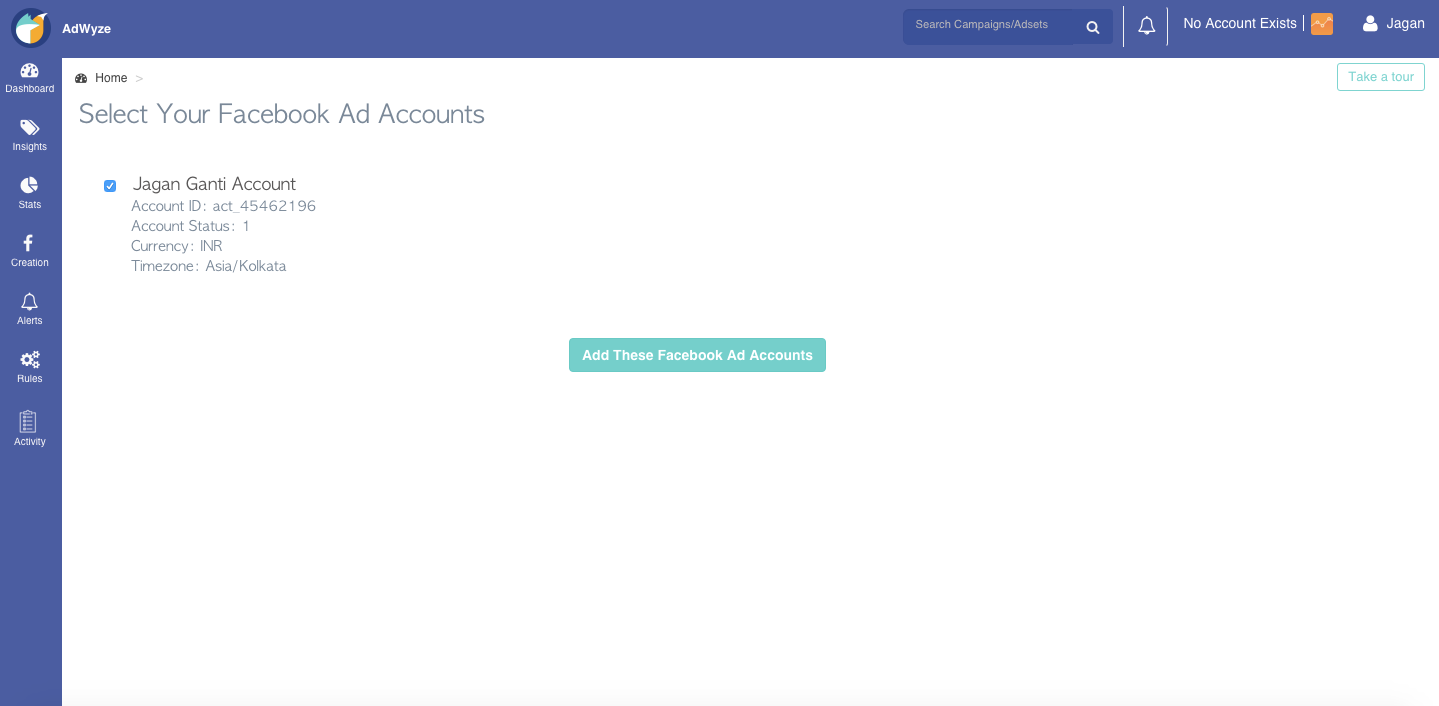 AdWyze
Search Campaigns/Adsets
No Account Exists
Jagan
Dashboard
Insights
Stats
Creation
Alerts
Rules
Activity
Home >
Take a tour
Select Your Facebook Ad Accounts
Jagan Ganti Account
Account ID: act_45462196
Account Status: 1
Currency: INR
Timezone: Asia/Kolkata
Add These Facebook Ad Accounts